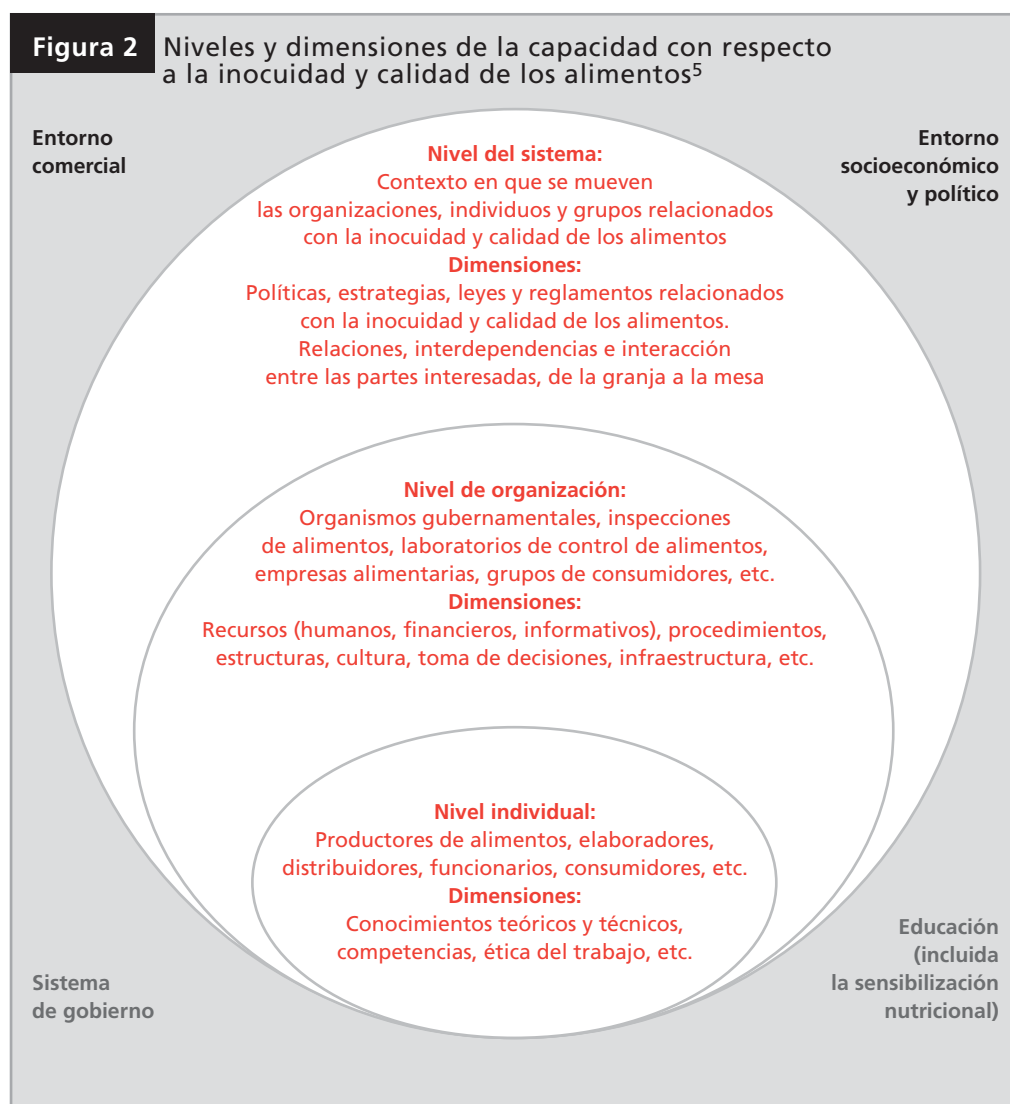 Figura 2
Niveles y dimensiones de la capacidad con respecto
a la inocuidad y calidad de los alimentos⁵
Entorno
comercial
Entorno
socioeconómico
y político
Nivel del sistema:
Contexto en que se mueven
las organizaciones, individuos y grupos relacionados
con la inocuidad y calidad de los alimentos
Dimensiones:
Políticas, estrategias, leyes y reglamentos relacionados
con la inocuidad y calidad de los alimentos.
Relaciones, interdependencias e interacción
entre las partes interesadas, de la granja a la mesa
Nivel de organización:
Organismos gubernamentales, inspecciones
de alimentos, laboratorios de control de alimentos,
empresas alimentarias, grupos de consumidores, etc.
Dimensiones:
Recursos (humanos, financieros, informativos), procedimientos,
estructuras, cultura, toma de decisiones, infraestructura, etc.
Nivel individual:
Productores de alimentos, elaboradores,
distribuidores, funcionarios, consumidores, etc.
Dimensiones:
Conocimientos teóricos y técnicos,
competencias, ética del trabajo, etc.
Sistema
de gobierno
Educación
(incluida
la sensibilización
nutricional)